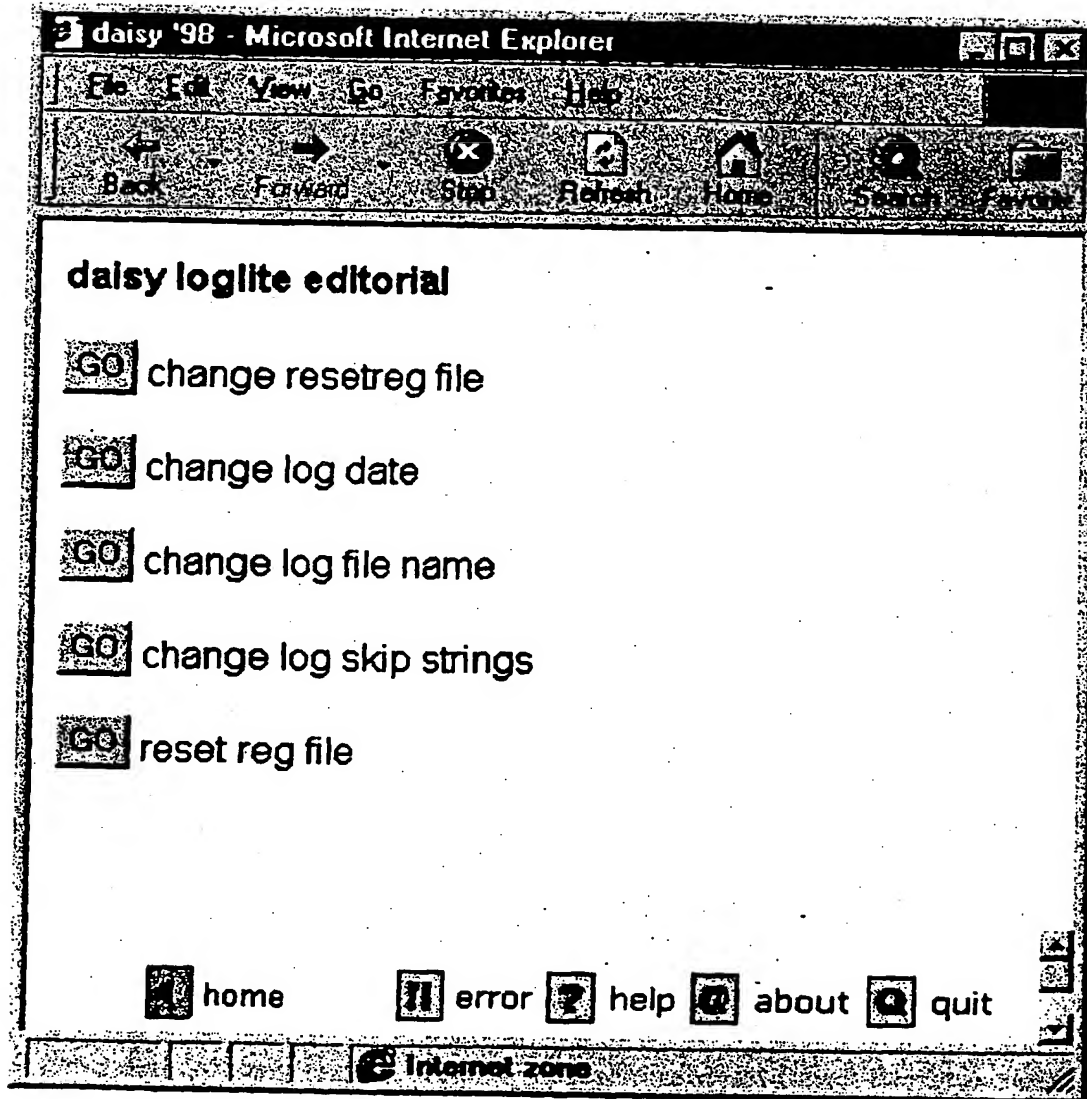 daisy '98 - Microsoft Internet Explorer
File Edit View Go Favorites Help
Back Forward Stop Refresh Home Search Favorite
daisy loglite editorial
GO change resetreg file
GO change log date
GO change log file name
GO change log skip strings
GO reset reg file
home !! error ? help @ about Q quit
Internet zone